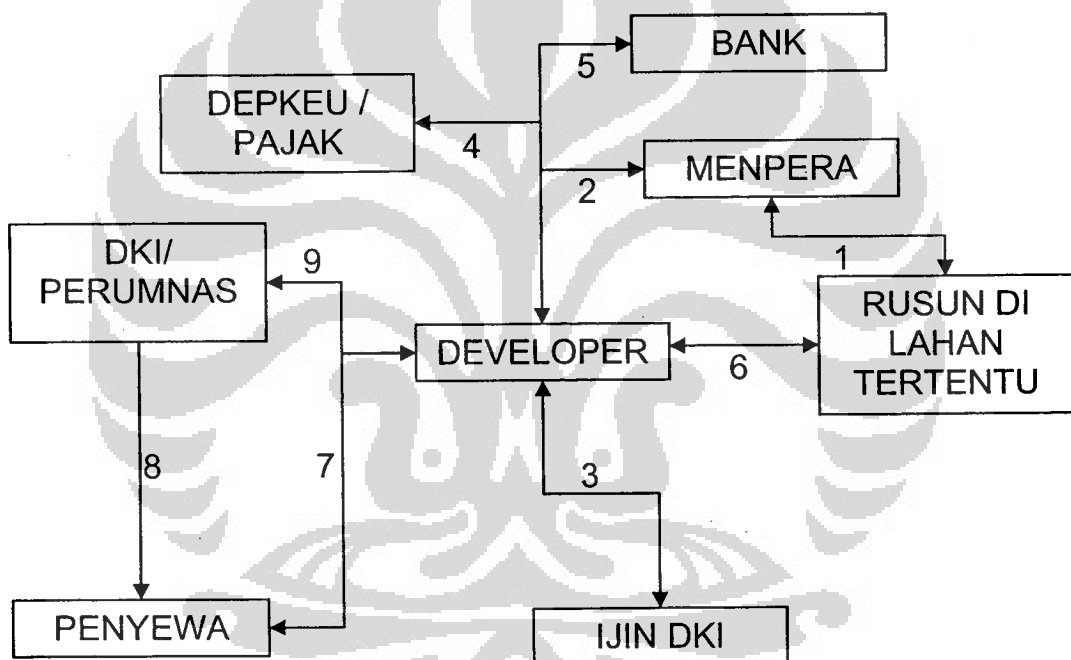 BANK
5
DEPKEU /
PAJAK
4
2
MENPERA
DKI/
PERUMNAS
9
1
RUSUN DI
LAHAN
TERTENTU
DEVELOPER
6
8
7
3
PENYEWA
IJIN DKI